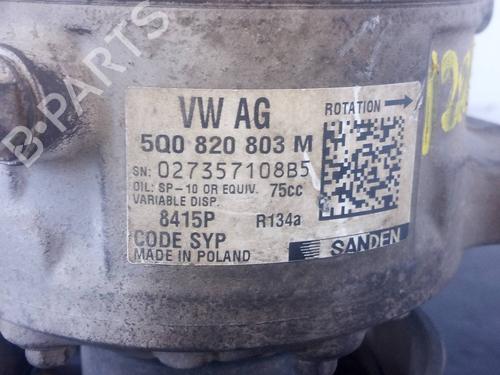 B-PARTS
VW AG
ROTATION
5Q0 820 803 M
SN: 027357108B5
OIL: SP-10 OR EQUIV. 75cc
VARIABLE DISP.
8415P R134a
CODE SYP
MADE IN POLAND
SANDEN